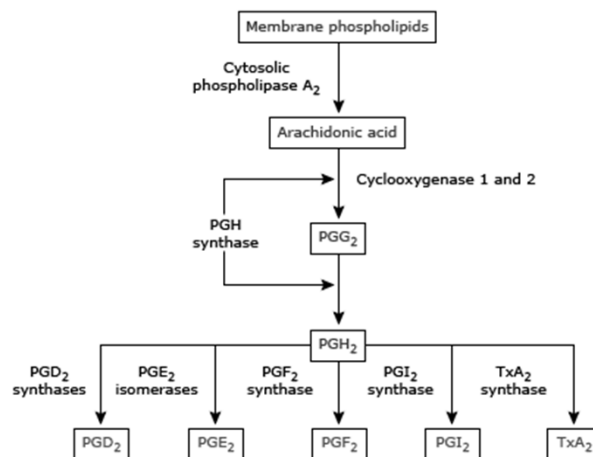 Membrane phospholipids
Cytosolic
phospholipase A₂
Arachidonic acid
Cyclooxygenase 1 and 2
PGH
synthase
PGG₂
PGH₂
PGD₂
synthases
PGE₂
isomerases
PGF₂
synthase
PGI₂
synthase
TxA₂
synthase
PGD₂
PGE₂
PGF₂
PGI₂
TxA₂